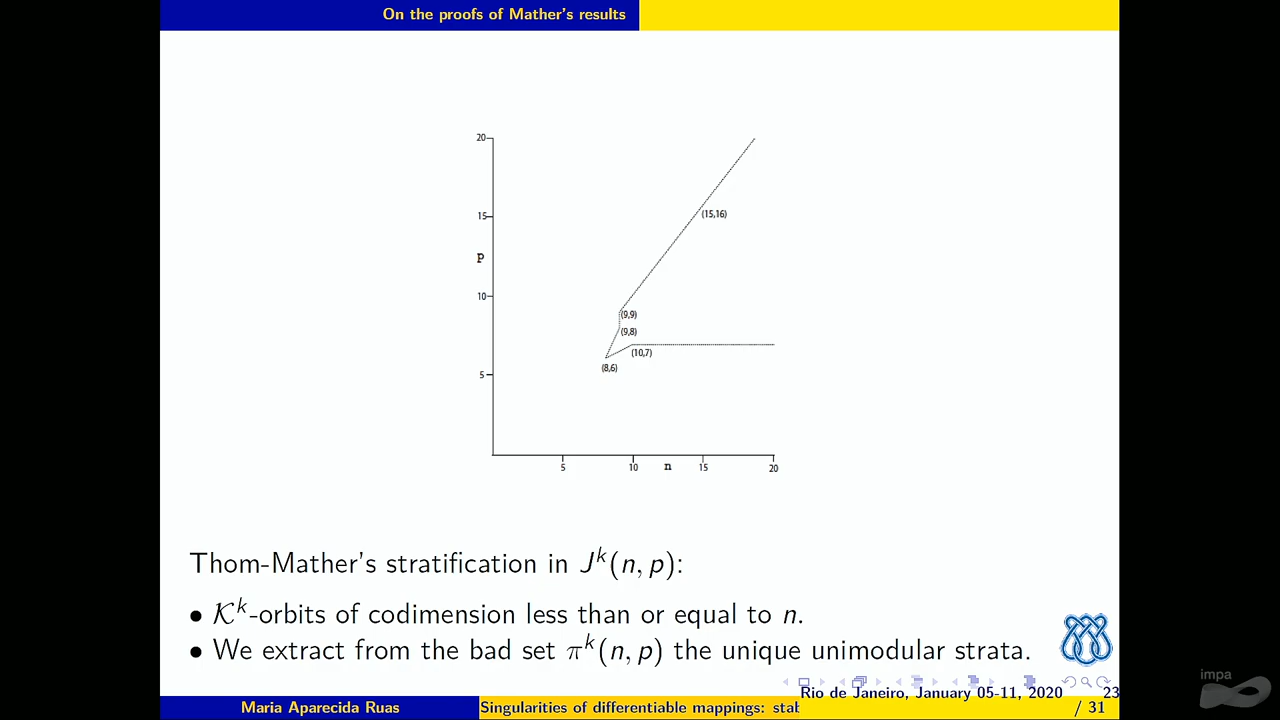 On the proofs of Mather's results
20
15
p
(15,16)
10
(9,9)
(9,8)
(10,7)
(8,6)
5
5 10 n 15 20
Thom-Mather's stratification in J^k(n, p):
• 𝒦^k-orbits of codimension less than or equal to n.
• We extract from the bad set π^k(n, p) the unique unimodular strata.
impa
Rio de Janeiro, January 05-11, 2020 23
Maria Aparecida Ruas Singularities of differentiable mappings: stab / 31